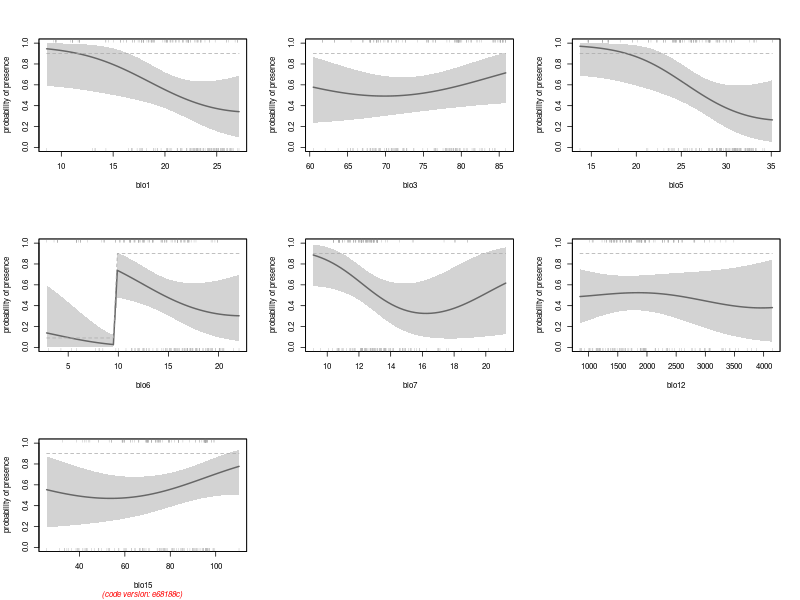 probability of presence
0.0 0.2 0.4 0.6 0.8 1.0
10 15 20 25
bio1
probability of presence
0.0 0.2 0.4 0.6 0.8 1.0
60 65 70 75 80 85
bio3
probability of presence
0.0 0.2 0.4 0.6 0.8 1.0
15 20 25 30 35
bio5
probability of presence
0.0 0.2 0.4 0.6 0.8 1.0
5 10 15 20
bio6
probability of presence
0.0 0.2 0.4 0.6 0.8 1.0
10 12 14 16 18 20
bio7
probability of presence
0.0 0.2 0.4 0.6 0.8 1.0
1000 1500 2000 2500 3000 3500 4000
bio12
probability of presence
0.0 0.2 0.4 0.6 0.8 1.0
40 60 80 100
bio15
(code version: e68188c)